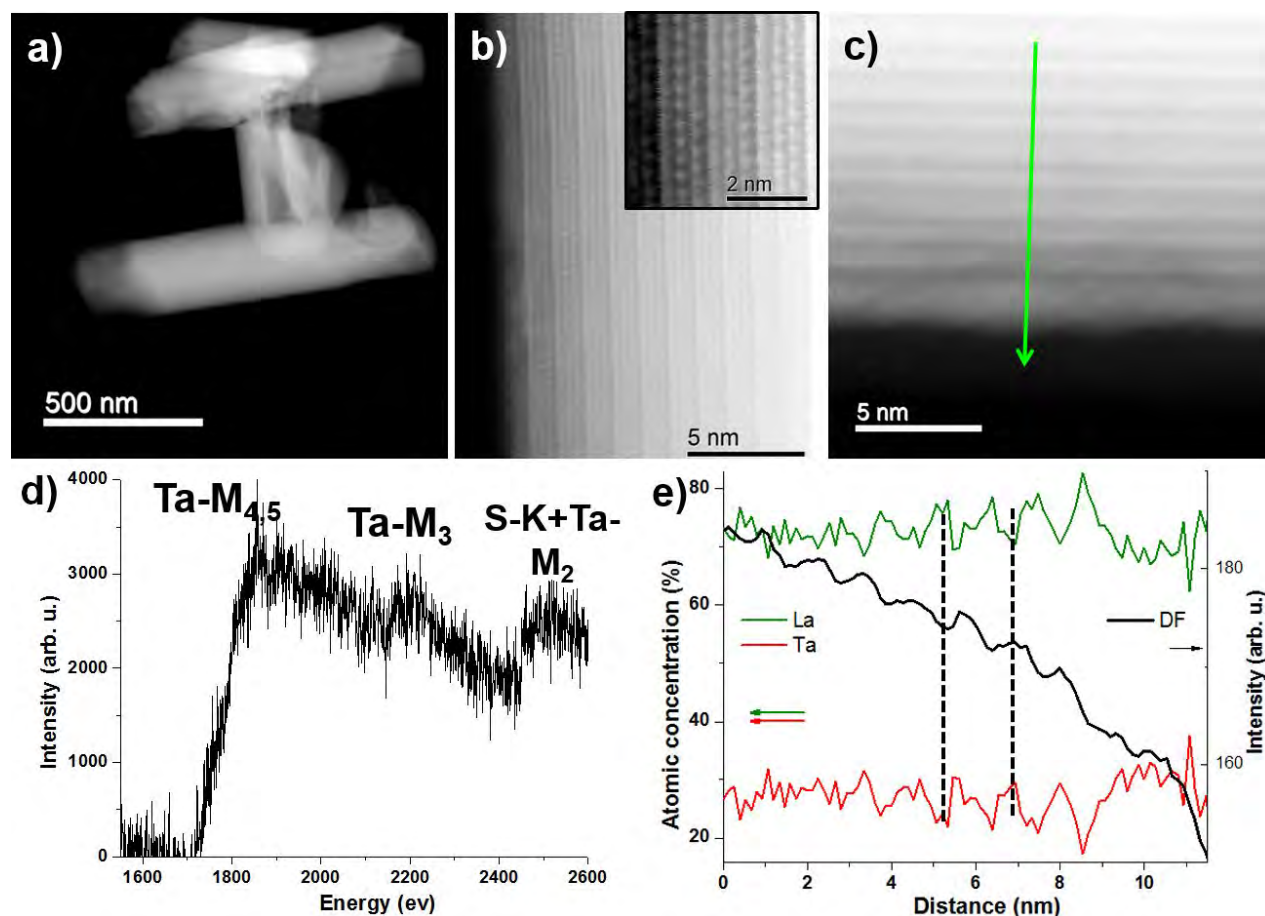 a)
500 nm
b)
2 nm
5 nm
c)
5 nm
d)
Ta-M4,5
Ta-M3
S-K+Ta-
M2
4000
3000
2000
1000
0
Intensity (arb. u.)
1600
1800
2000
2200
2400
2600
Energy (ev)
e)
80
60
40
20
Atomic concentration (%)
La
Ta
DF
180
160
Intensity (arb. u.)
0
2
4
6
8
10
Distance (nm)